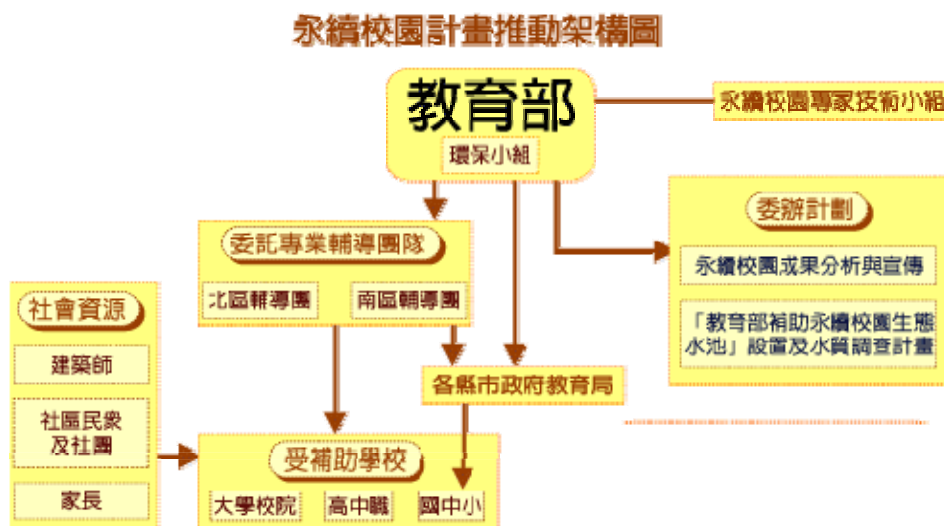 永續校園計畫推動架構圖
教育部
環保小組
永續校園專家技術小組
委辦計劃
永續校園成果分析與宣傳
「教育部補助永續校園生態
水池」設置及水質調查計畫
委託專業輔導團隊
北區輔導團
南區輔導團
社會資源
建築師
社區民眾
及社團
家長
各縣市政府教育局
受補助學校
大學校院
高中職
國中小